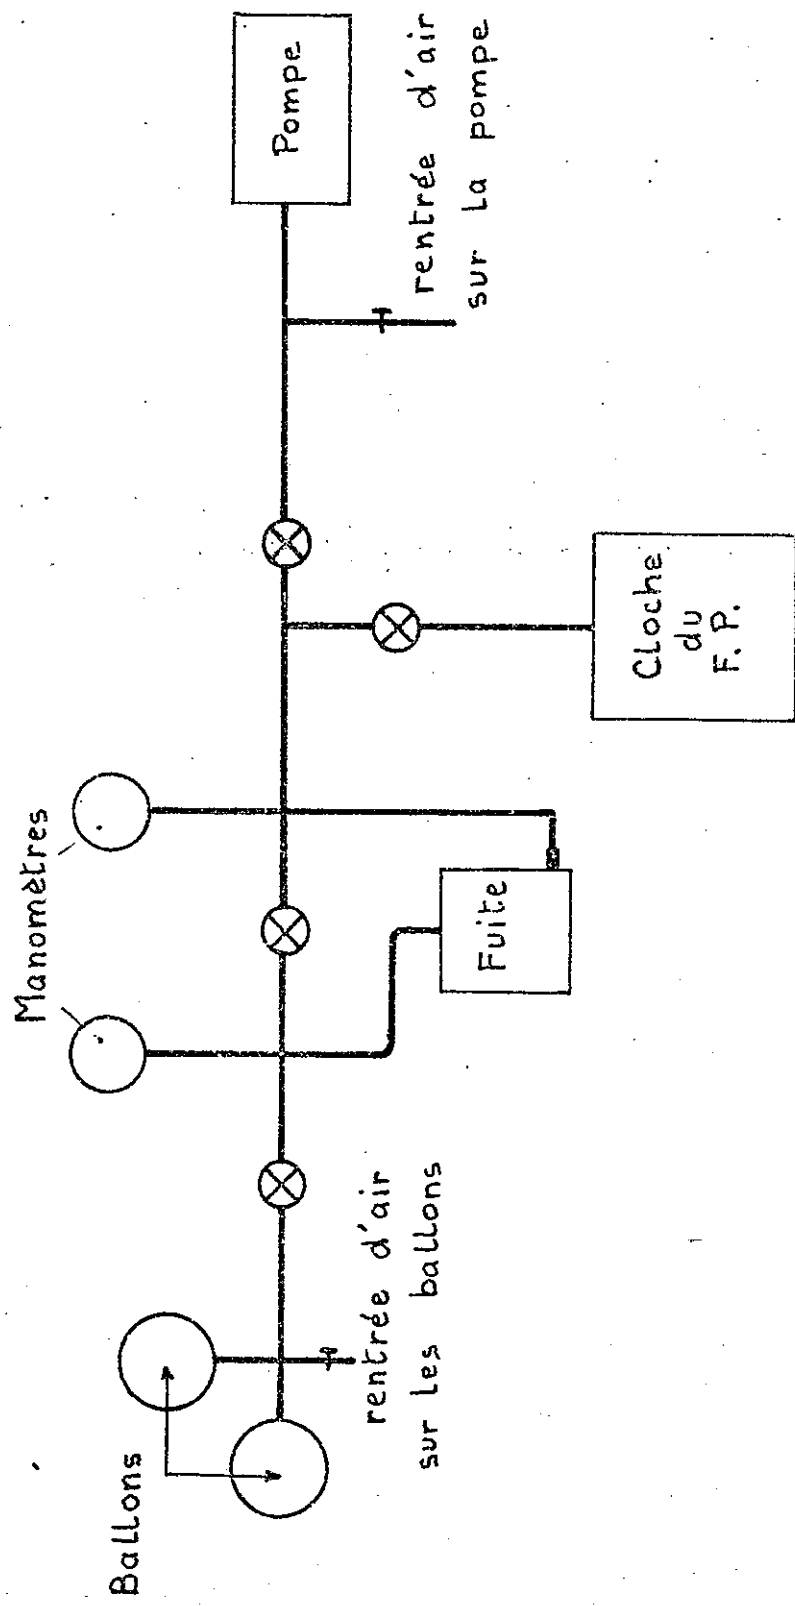 Ballons
Manomètres
Pompe
rentrée d'air
sur les ballons
Fuite
Cloche
du
F. P.
rentrée d'air
sur la pompe